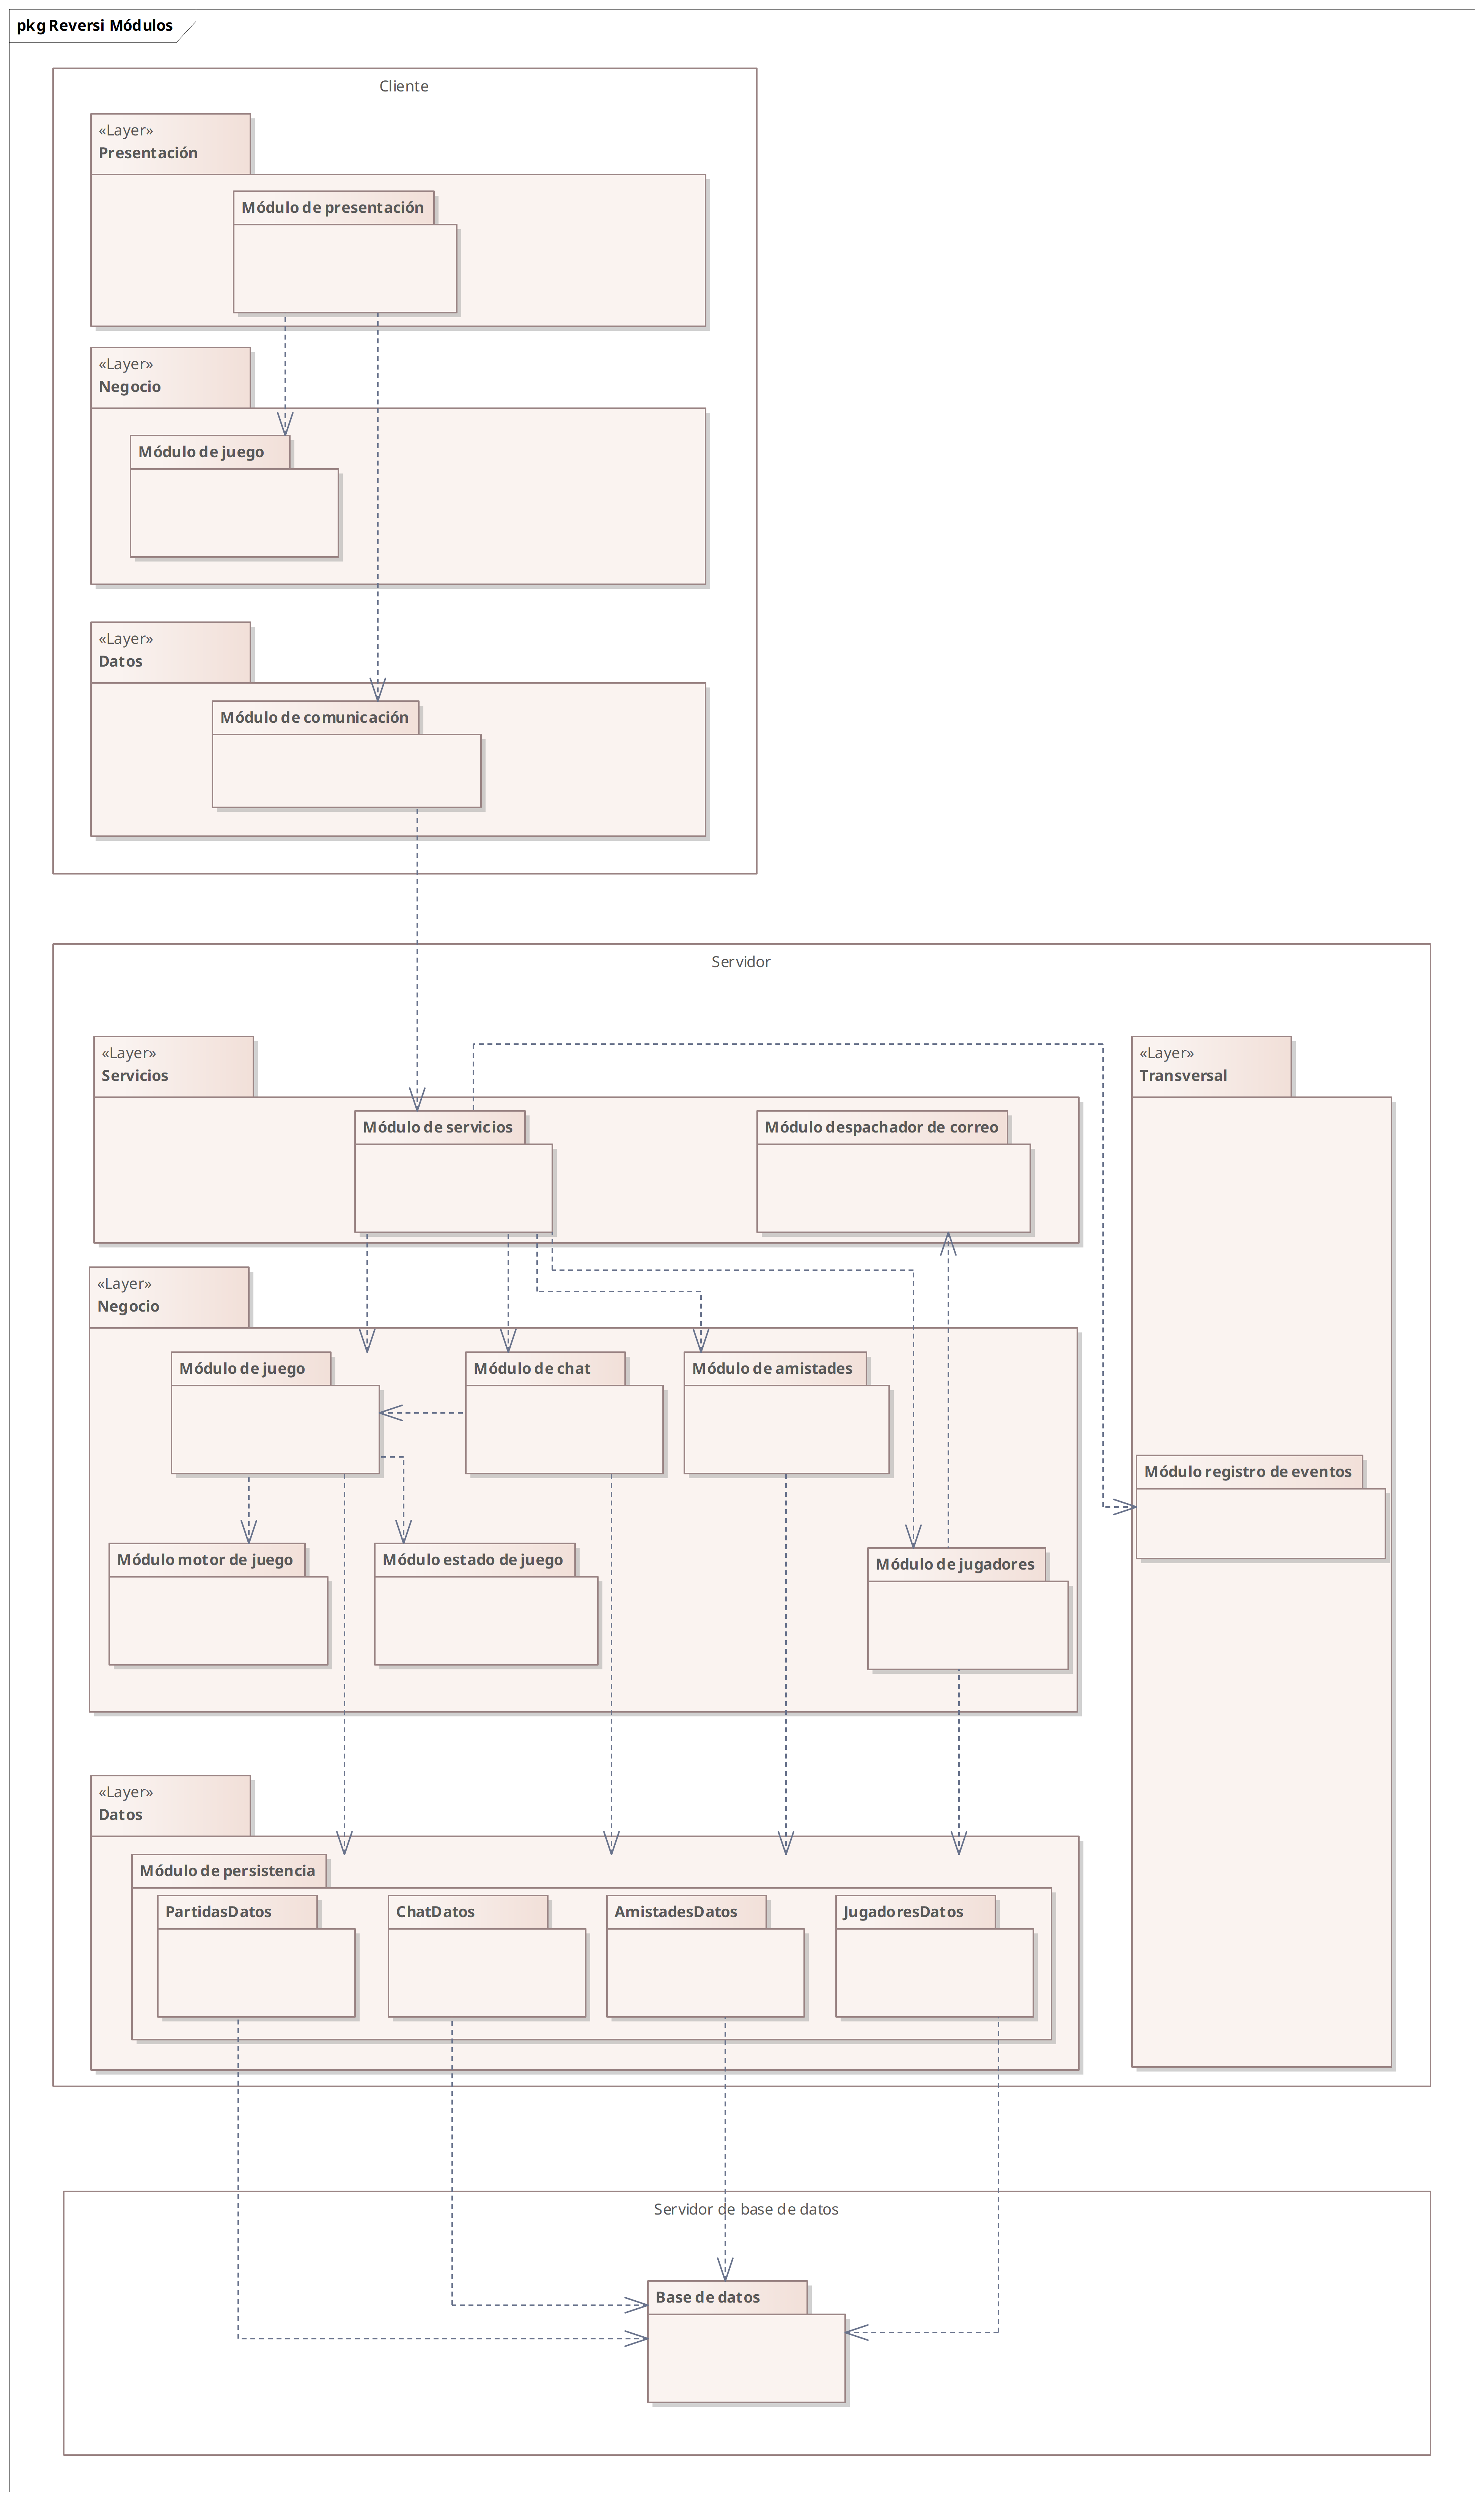 pkg Reversi Módulos
Cliente
«Layer»
Presentación
Módulo de presentación
«Layer»
Negocio
Módulo de juego
«Layer»
Datos
Módulo de comunicación
Servidor
«Layer»
Servicios
«Layer»
Transversal
Módulo de servicios
Módulo despachador de correo
«Layer»
Negocio
Módulo de juego
Módulo de chat
Módulo de amistades
Módulo registro de eventos
Módulo motor de juego
Módulo estado de juego
Módulo de jugadores
«Layer»
Datos
Módulo de persistencia
PartidasDatos
ChatDatos
AmistadesDatos
JugadoresDatos
Servidor de base de datos
Base de datos